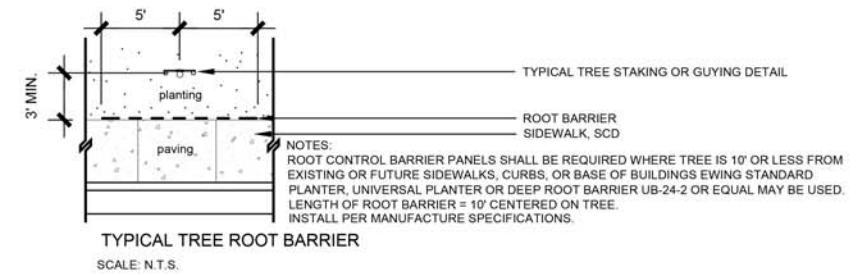 5' 5'
3' MIN.
TYPICAL TREE STAKING OR GUYING DETAIL
planting
ROOT BARRIER
SIDEWALK, SCD
paving
NOTES:
ROOT CONTROL BARRIER PANELS SHALL BE REQUIRED WHERE TREE IS 10' OR LESS FROM
EXISTING OR FUTURE SIDEWALKS, CURBS, OR BASE OF BUILDINGS EWING STANDARD
PLANTER, UNIVERSAL PLANTER OR DEEP ROOT BARRIER UB-24-2 OR EQUAL MAY BE USED.
LENGTH OF ROOT BARRIER = 10' CENTERED ON TREE.
INSTALL PER MANUFACTURE SPECIFICATIONS.
TYPICAL TREE ROOT BARRIER
SCALE: N.T.S.